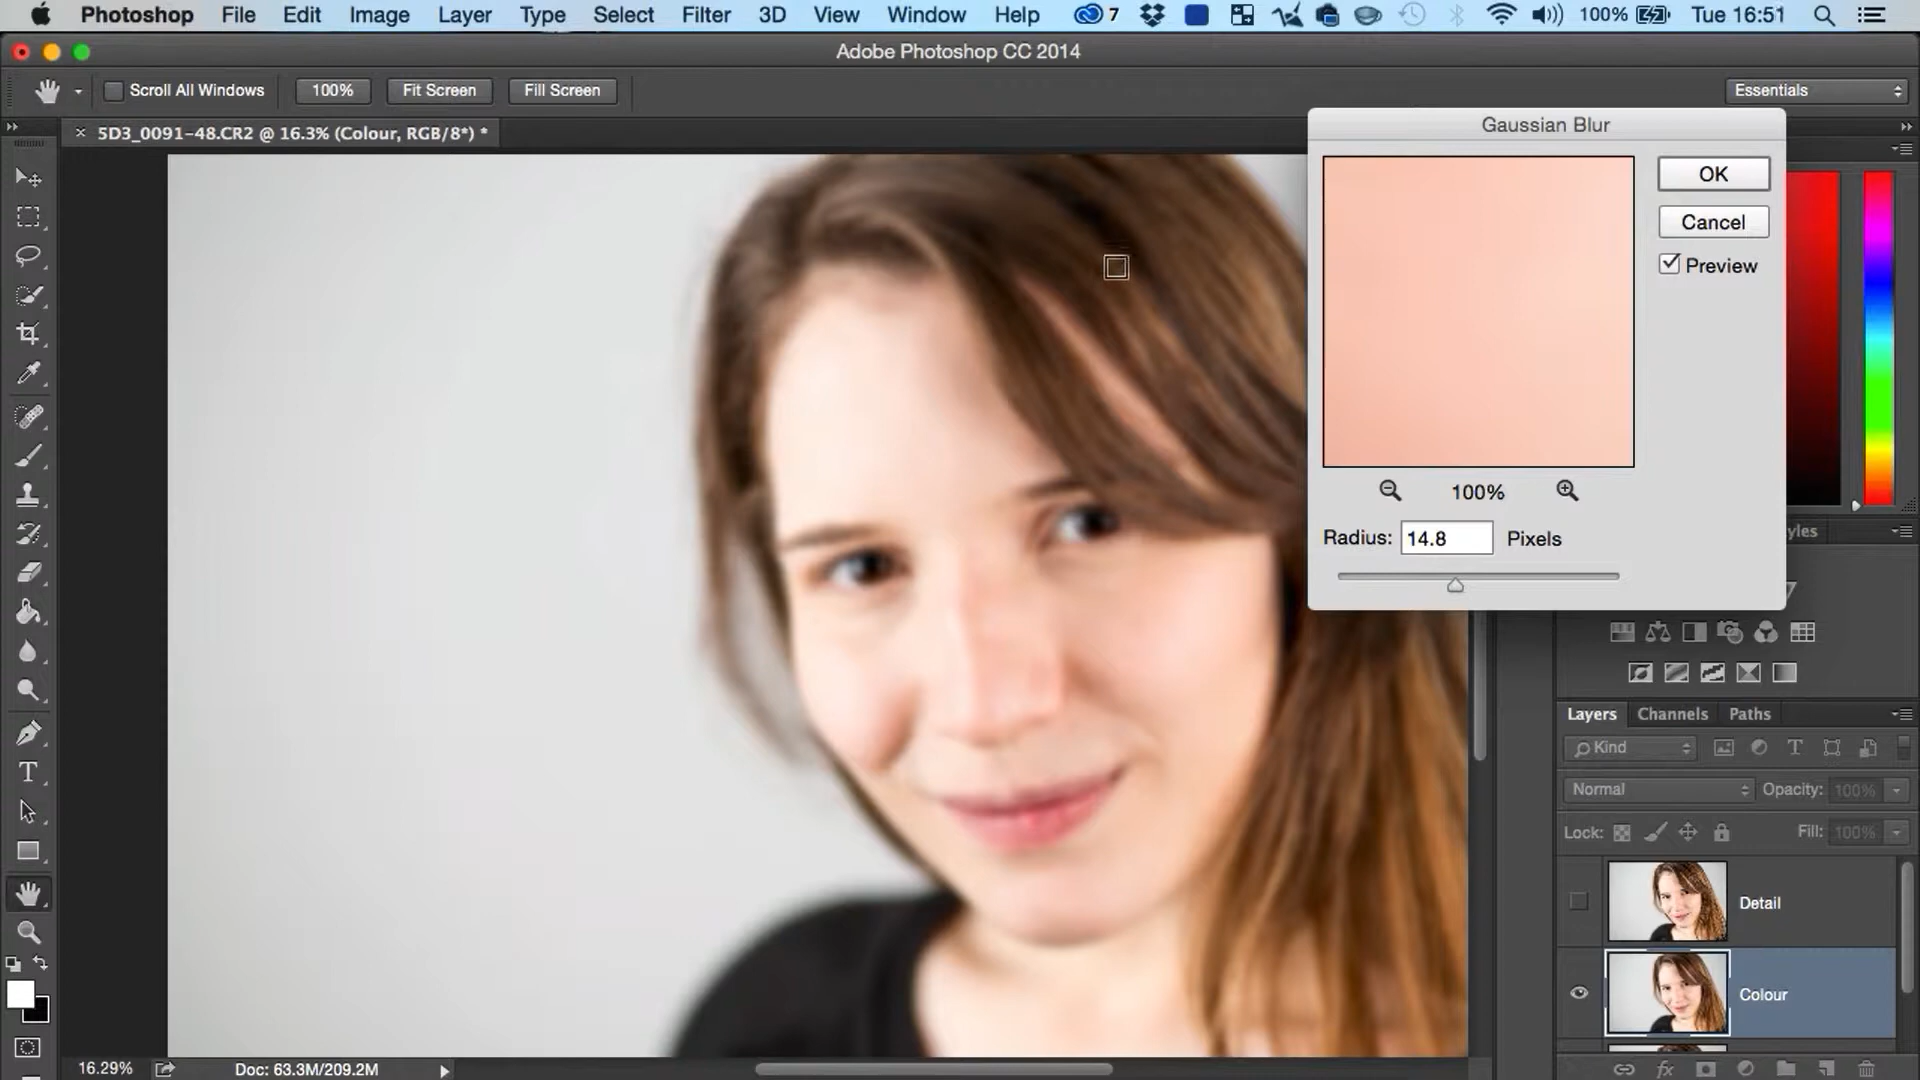 Photoshop File Edit Image Layer Type Select Filter 3D View Window Help 7 100% Tue 16:51
Adobe Photoshop CC 2014
Scroll All Windows 100% Fit Screen Fill Screen Essentials
× 5D3_0091-48.CR2 @ 16.3% (Colour, RGB/8*) *
Gaussian Blur
OK
Cancel
Preview
100%
Radius: 14.8 Pixels
yles
Layers Channels Paths
Kind
Normal Opacity: 100%
Lock: Fill: 100%
Detail
Colour
16.29% Doc: 63.3M/209.2M